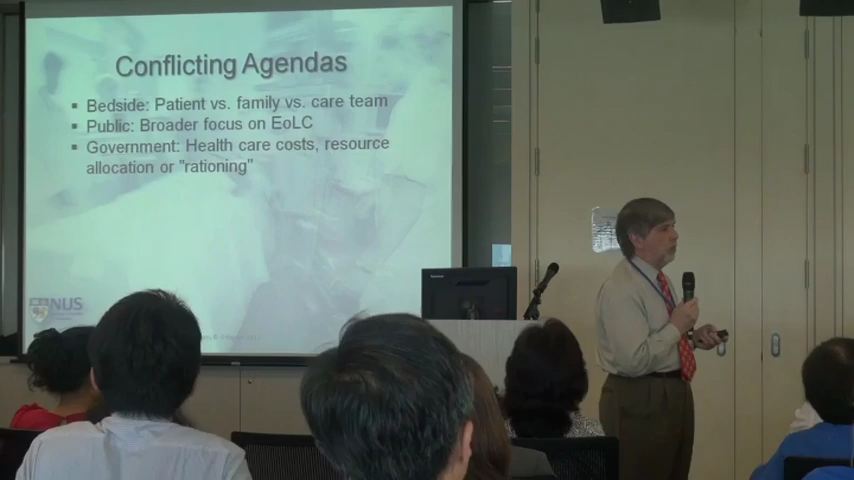 Conflicting Agendas
▪ Bedside: Patient vs. family vs. care team
▪ Public: Broader focus on EoLC
▪ Government: Health care costs, resource
allocation or "rationing"
NUS